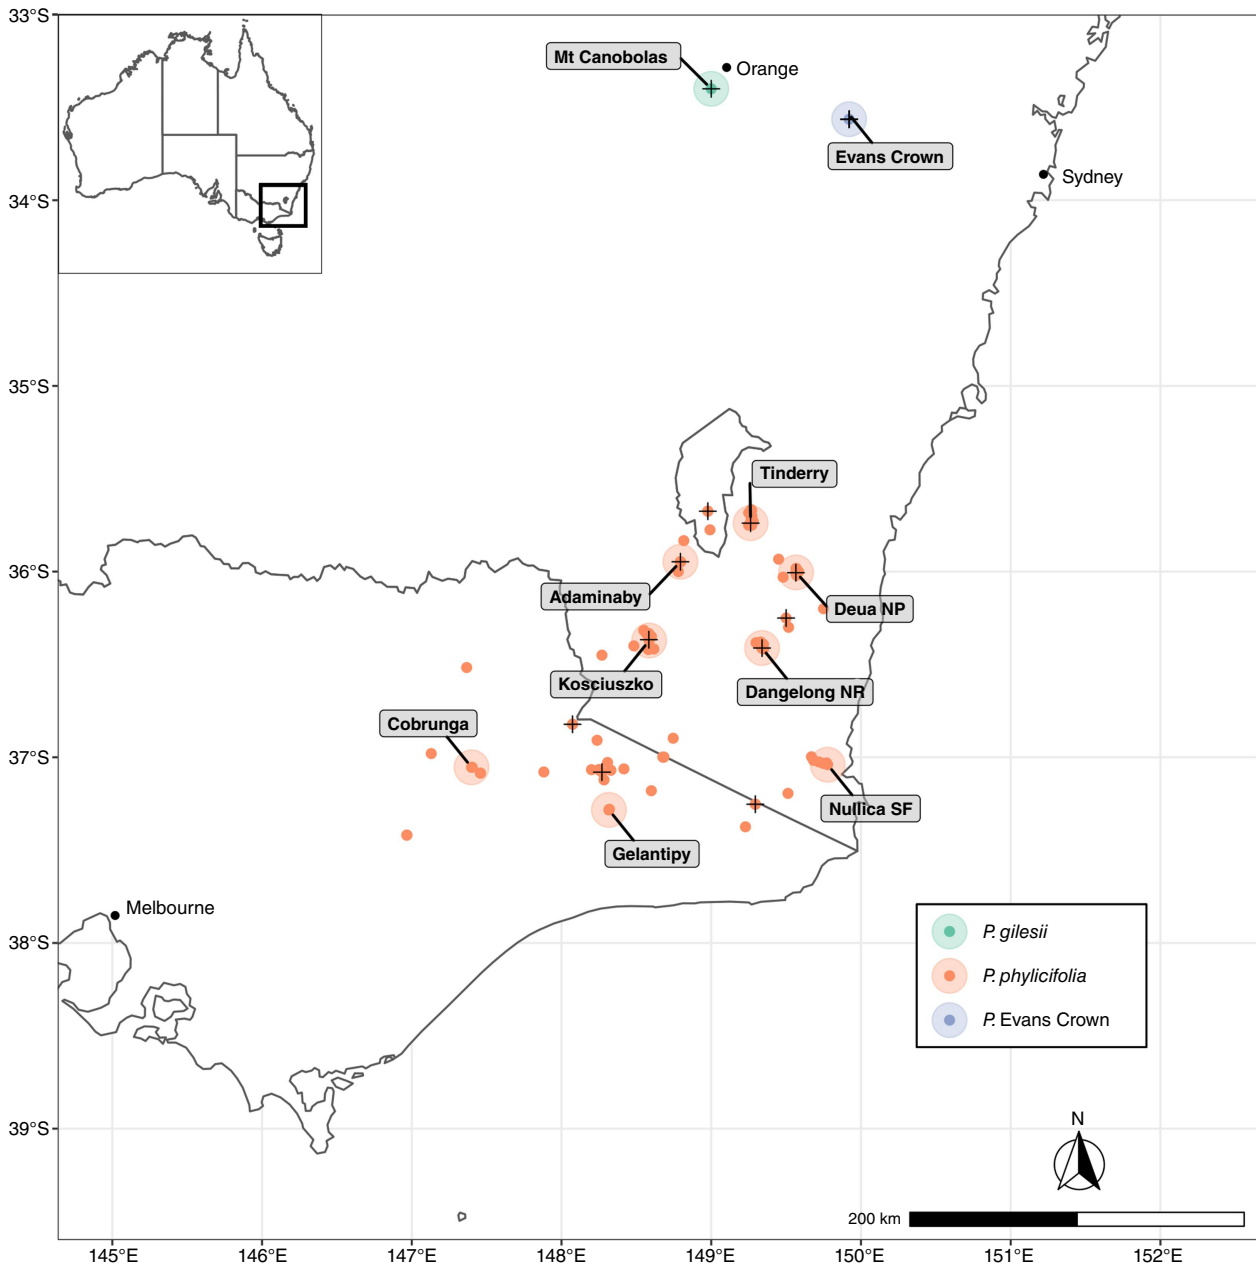 33°S
34°S
35°S
36°S
37°S
38°S
39°S
Mt Canobolas
Orange
Evans Crown
Sydney
Tinderry
Adaminaby
Deua NP
Kosciuszko
Dangelong NR
Cobrunga
Nullica SF
Gelantipy
Melbourne
P. gilesii
P. phylicifolia
P. Evans Crown
N
200 km
145°E
146°E
147°E
148°E
149°E
150°E
151°E
152°E